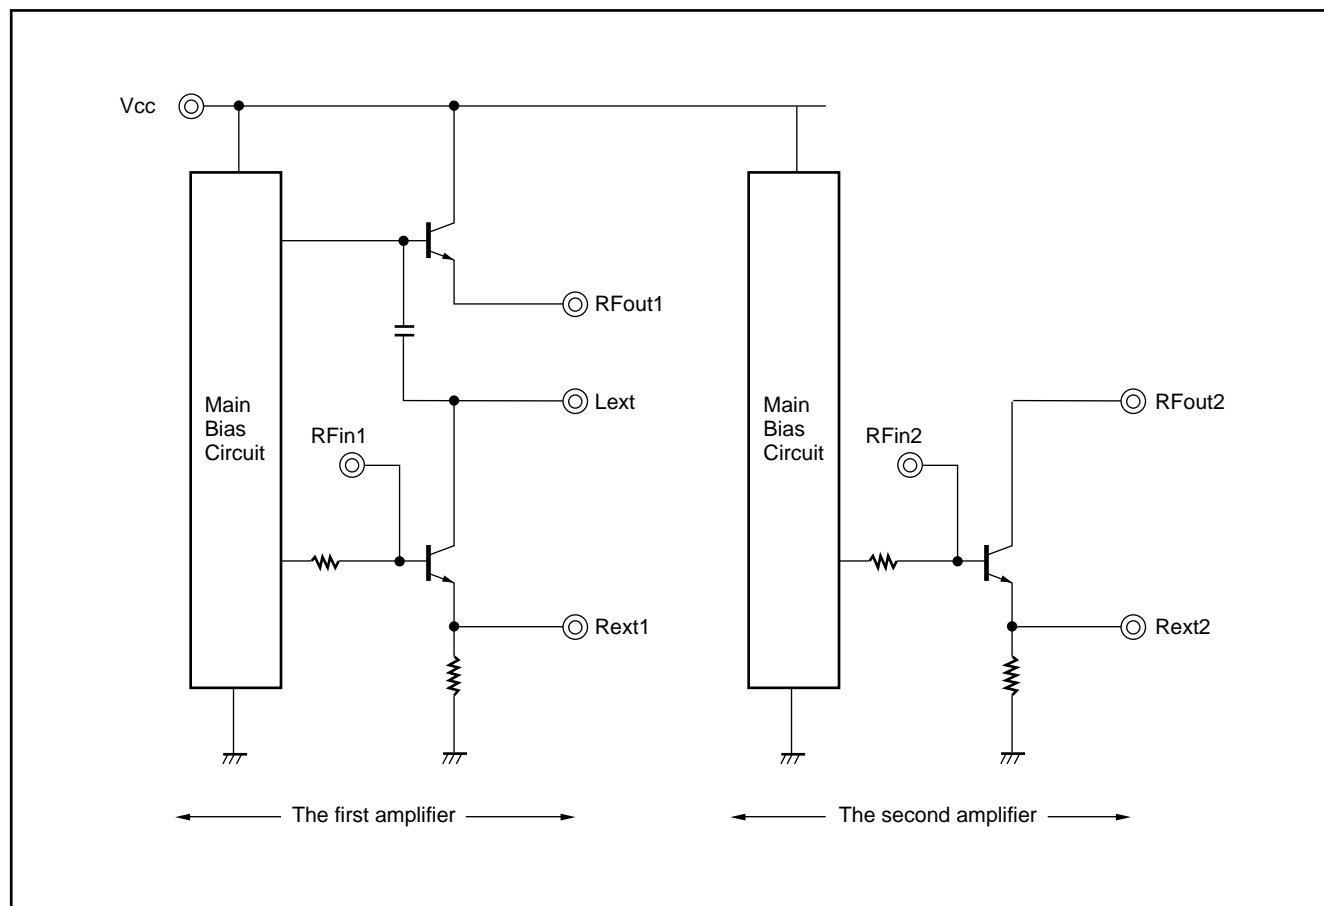 Vcc
RFout1
Main
Bias
Circuit
Lext
RFin1
Rext1
Main
Bias
Circuit
RFout2
RFin2
Rext2
The first amplifier
The second amplifier